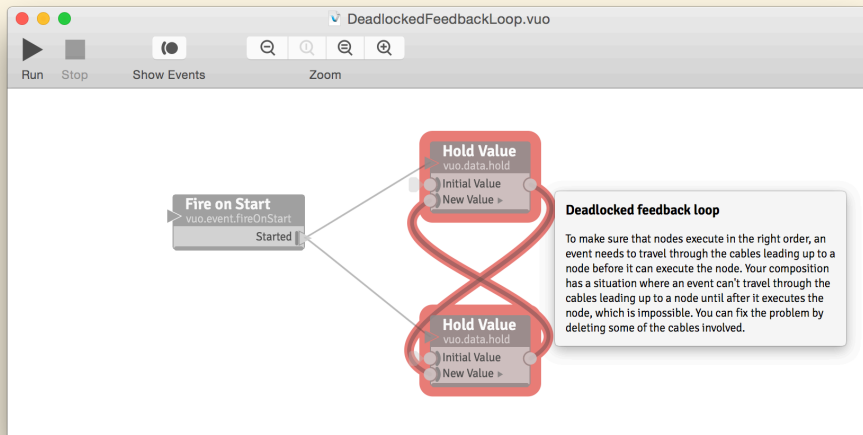 DeadlockedFeedbackLoop.vuo
Run Stop Show Events Zoom
Fire on Start
vuo.event.fireOnStart
Started
Hold Value
vuo.data.hold
Initial Value
New Value
Hold Value
vuo.data.hold
Initial Value
New Value
Deadlocked feedback loop
To make sure that nodes execute in the right order, an
event needs to travel through the cables leading up to a
node before it can execute the node. Your composition
has a situation where an event can't travel through the
cables leading up to a node until after it executes the
node, which is impossible. You can fix the problem by
deleting some of the cables involved.